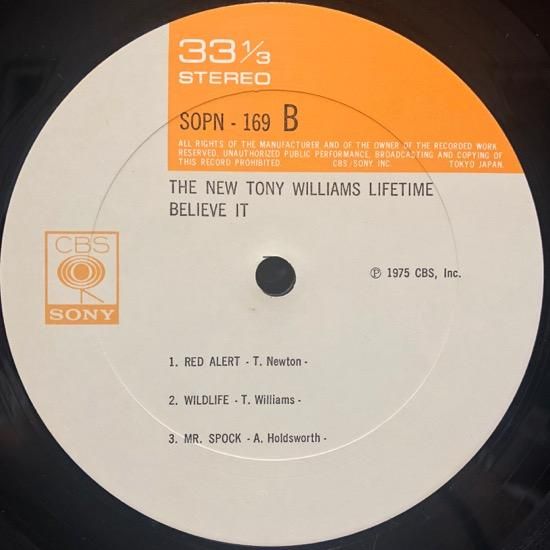 33 1/3
STEREO
SOPN - 169 B
ALL RIGHTS OF THE MANUFACTURER AND OF THE OWNER OF THE RECORDED WORK
RESERVED. UNAUTHORIZED PUBLIC PERFORMANCE, BROADCASTING AND COPYING OF
THIS RECORD PROHIBITED. CBS/SONY INC. TOKYO JAPAN.
THE NEW TONY WILLIAMS LIFETIME
BELIEVE IT
CBS
SONY
Ⓟ 1975 CBS, Inc.
1. RED ALERT - T. Newton -
2. WILDLIFE - T. Williams -
3. MR. SPOCK - A. Holdsworth -